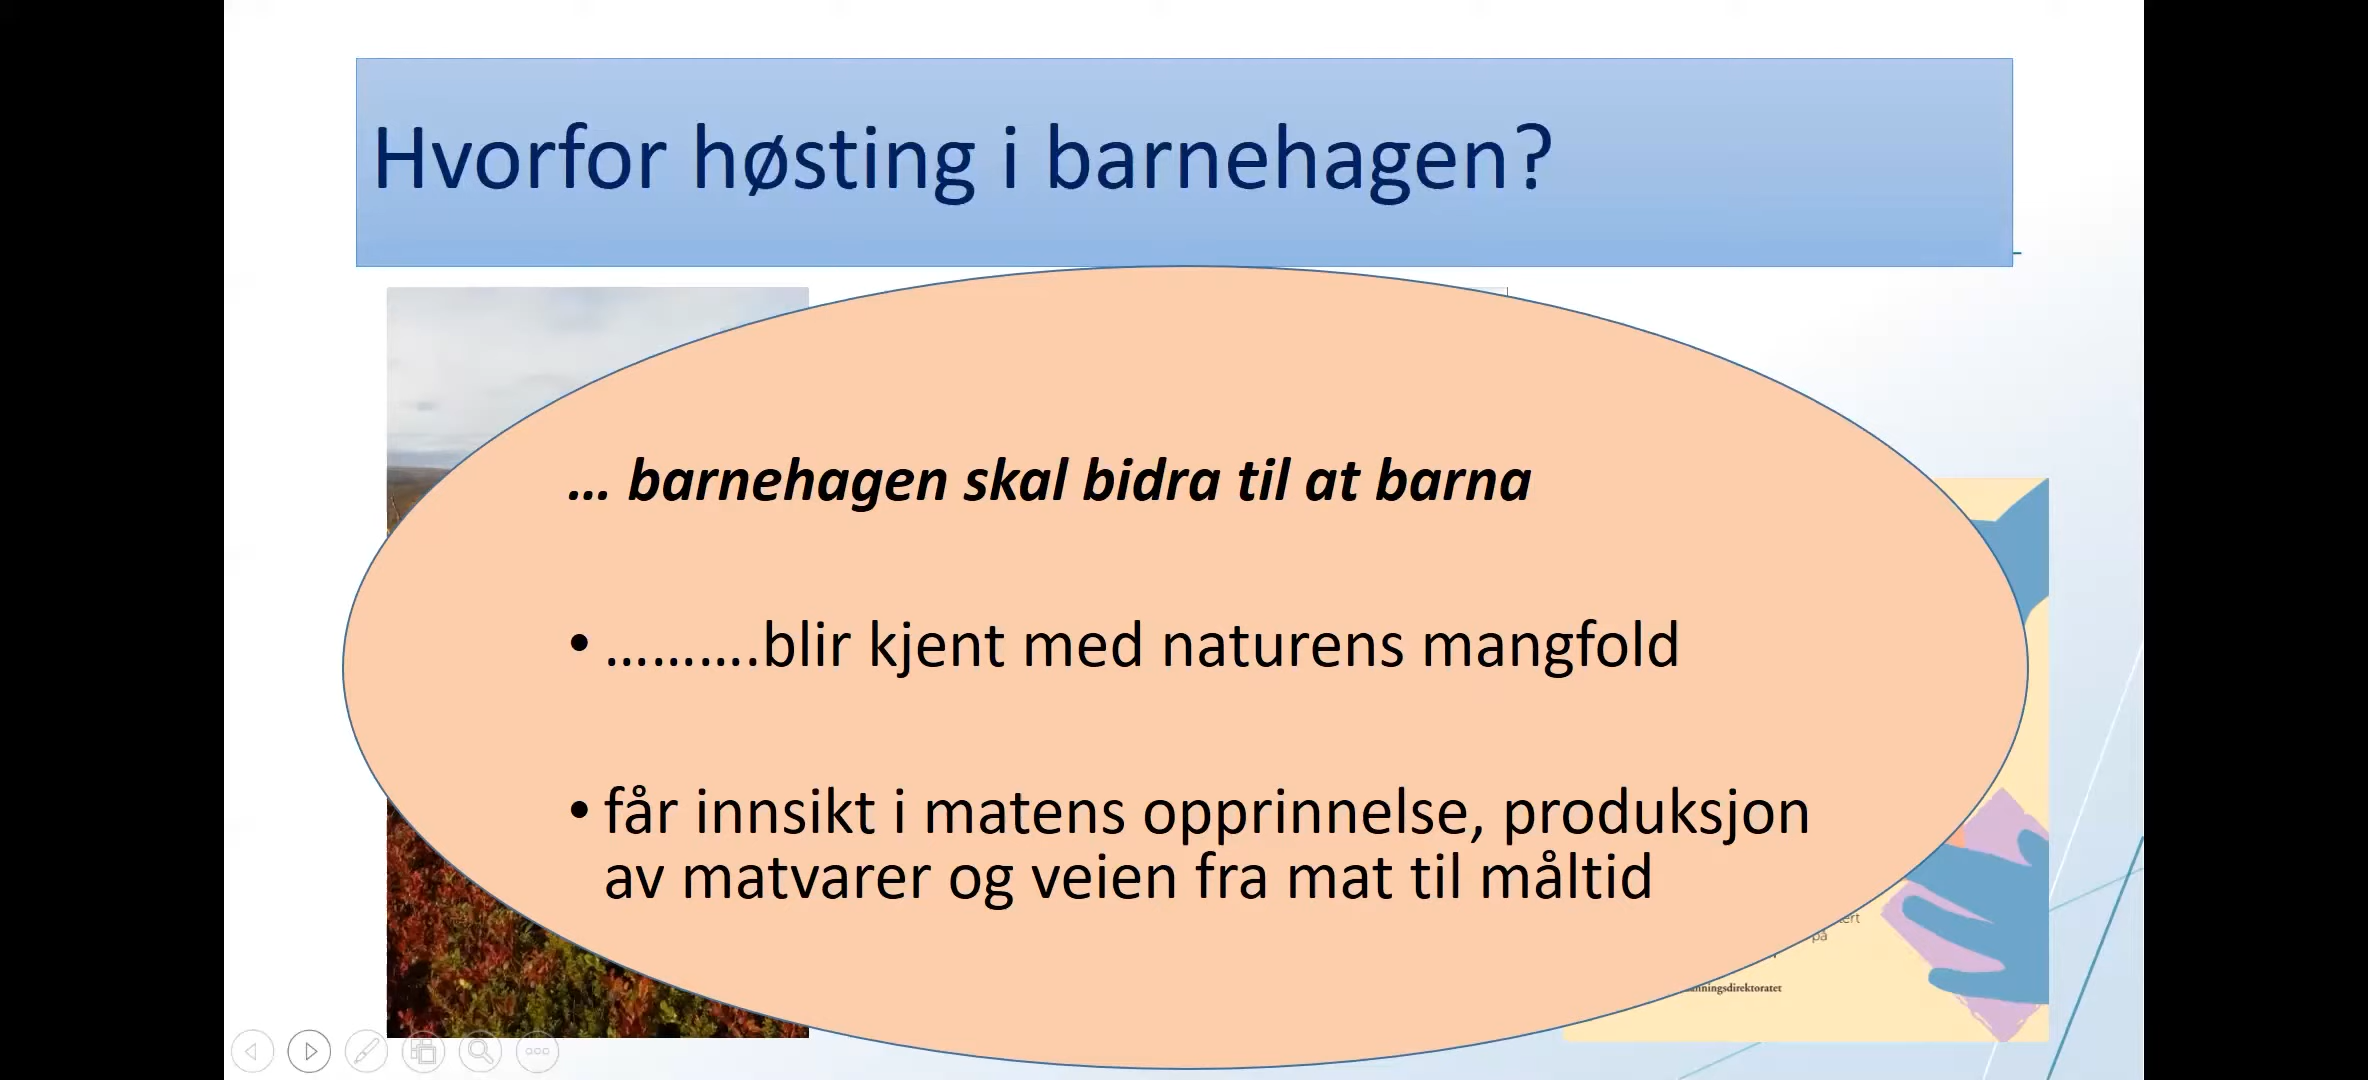 Hvorfor høsting i barnehagen?
… barnehagen skal bidra til at barna
• ……….blir kjent med naturens mangfold
• får innsikt i matens opprinnelse, produksjon
av matvarer og veien fra mat til måltid
på